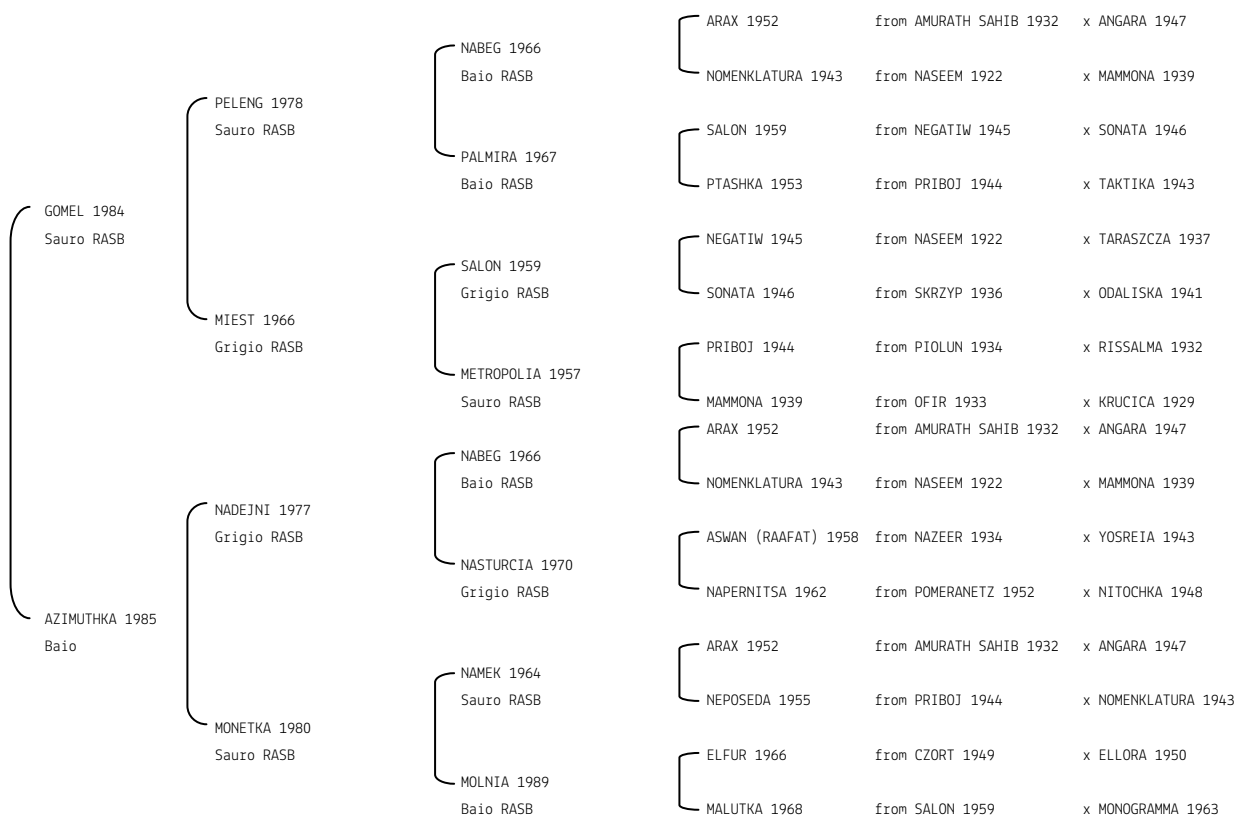 ARAX 1952 from AMURATH SAHIB 1932 x ANGARA 1947
NABEG 1966
Baio RASB NOMENKLATURA 1943 from NASEEM 1922 x MAMMONA 1939
PELENG 1978
Sauro RASB SALON 1959 from NEGATIW 1945 x SONATA 1946
PALMIRA 1967
Baio RASB PTASHKA 1953 from PRIBOJ 1944 x TAKTIKA 1943
GOMEL 1984
Sauro RASB NEGATIW 1945 from NASEEM 1922 x TARASZCZA 1937
SALON 1959
Grigio RASB SONATA 1946 from SKRZYP 1936 x ODALISKA 1941
MIEST 1966
Grigio RASB PRIBOJ 1944 from PIOLUN 1934 x RISSALMA 1932
METROPOLIA 1957
Sauro RASB MAMMONA 1939 from OFIR 1933 x KRUCICA 1929
ARAX 1952 from AMURATH SAHIB 1932 x ANGARA 1947
NABEG 1966
Baio RASB NOMENKLATURA 1943 from NASEEM 1922 x MAMMONA 1939
NADEJNI 1977
Grigio RASB ASWAN (RAAFAT) 1958 from NAZEER 1934 x YOSREIA 1943
NASTURCIA 1970
Grigio RASB NAPERNITSA 1962 from POMERANETZ 1952 x NITOCHKA 1948
AZIMUTHKA 1985
Baio ARAX 1952 from AMURATH SAHIB 1932 x ANGARA 1947
NAMEK 1964
Sauro RASB NEPOSEDA 1955 from PRIBOJ 1944 x NOMENKLATURA 1943
MONETKA 1980
Sauro RASB ELFUR 1966 from CZORT 1949 x ELLORA 1950
MOLNIA 1989
Baio RASB MALUTKA 1968 from SALON 1959 x MONOGRAMMA 1963